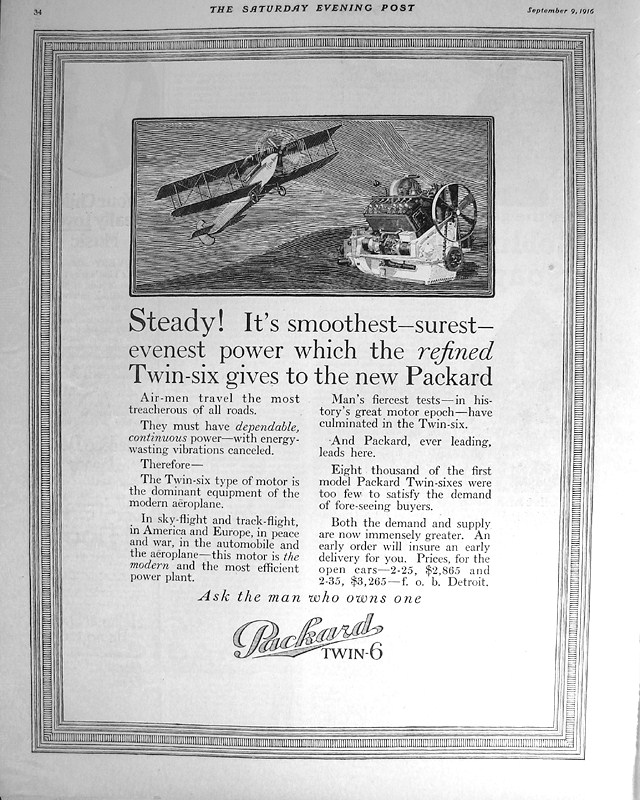 34
THE SATURDAY EVENING POST
September 9, 1916
Steady! It's smoothest—surest—
evenest power which the refined
Twin-six gives to the new Packard
Air-men travel the most
treacherous of all roads.
They must have dependable,
continuous power—with energy-
wasting vibrations canceled.
Therefore—
The Twin-six type of motor is
the dominant equipment of the
modern aëroplane.
In sky-flight and track-flight,
in America and Europe, in peace
and war, in the automobile and
the aëroplane—this motor is the
modern and the most efficient
power plant.
Man's fiercest tests—in his-
tory's great motor epoch—have
culminated in the Twin-six.
And Packard, ever leading,
leads here.
Eight thousand of the first
model Packard Twin-sixes were
too few to satisfy the demand
of fore-seeing buyers.
Both the demand and supply
are now immensely greater. An
early order will insure an early
delivery for you. Prices, for the
open cars—2-25, $2,865 and
2-35, $3,265—f. o. b. Detroit.
Ask the man who owns one
Packard
TWIN-6